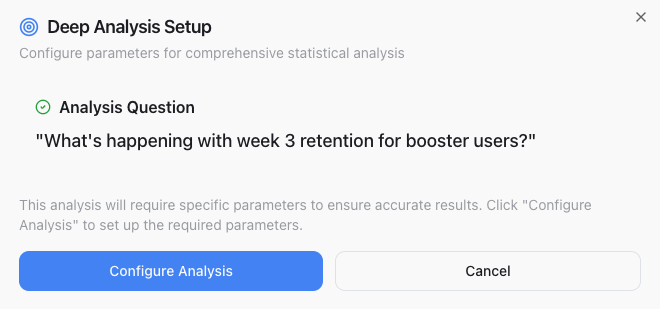 Deep Analysis Setup
Configure parameters for comprehensive statistical analysis
Analysis Question
"What's happening with week 3 retention for booster users?"
This analysis will require specific parameters to ensure accurate results. Click "Configure
Analysis" to set up the required parameters.
Configure Analysis
Cancel